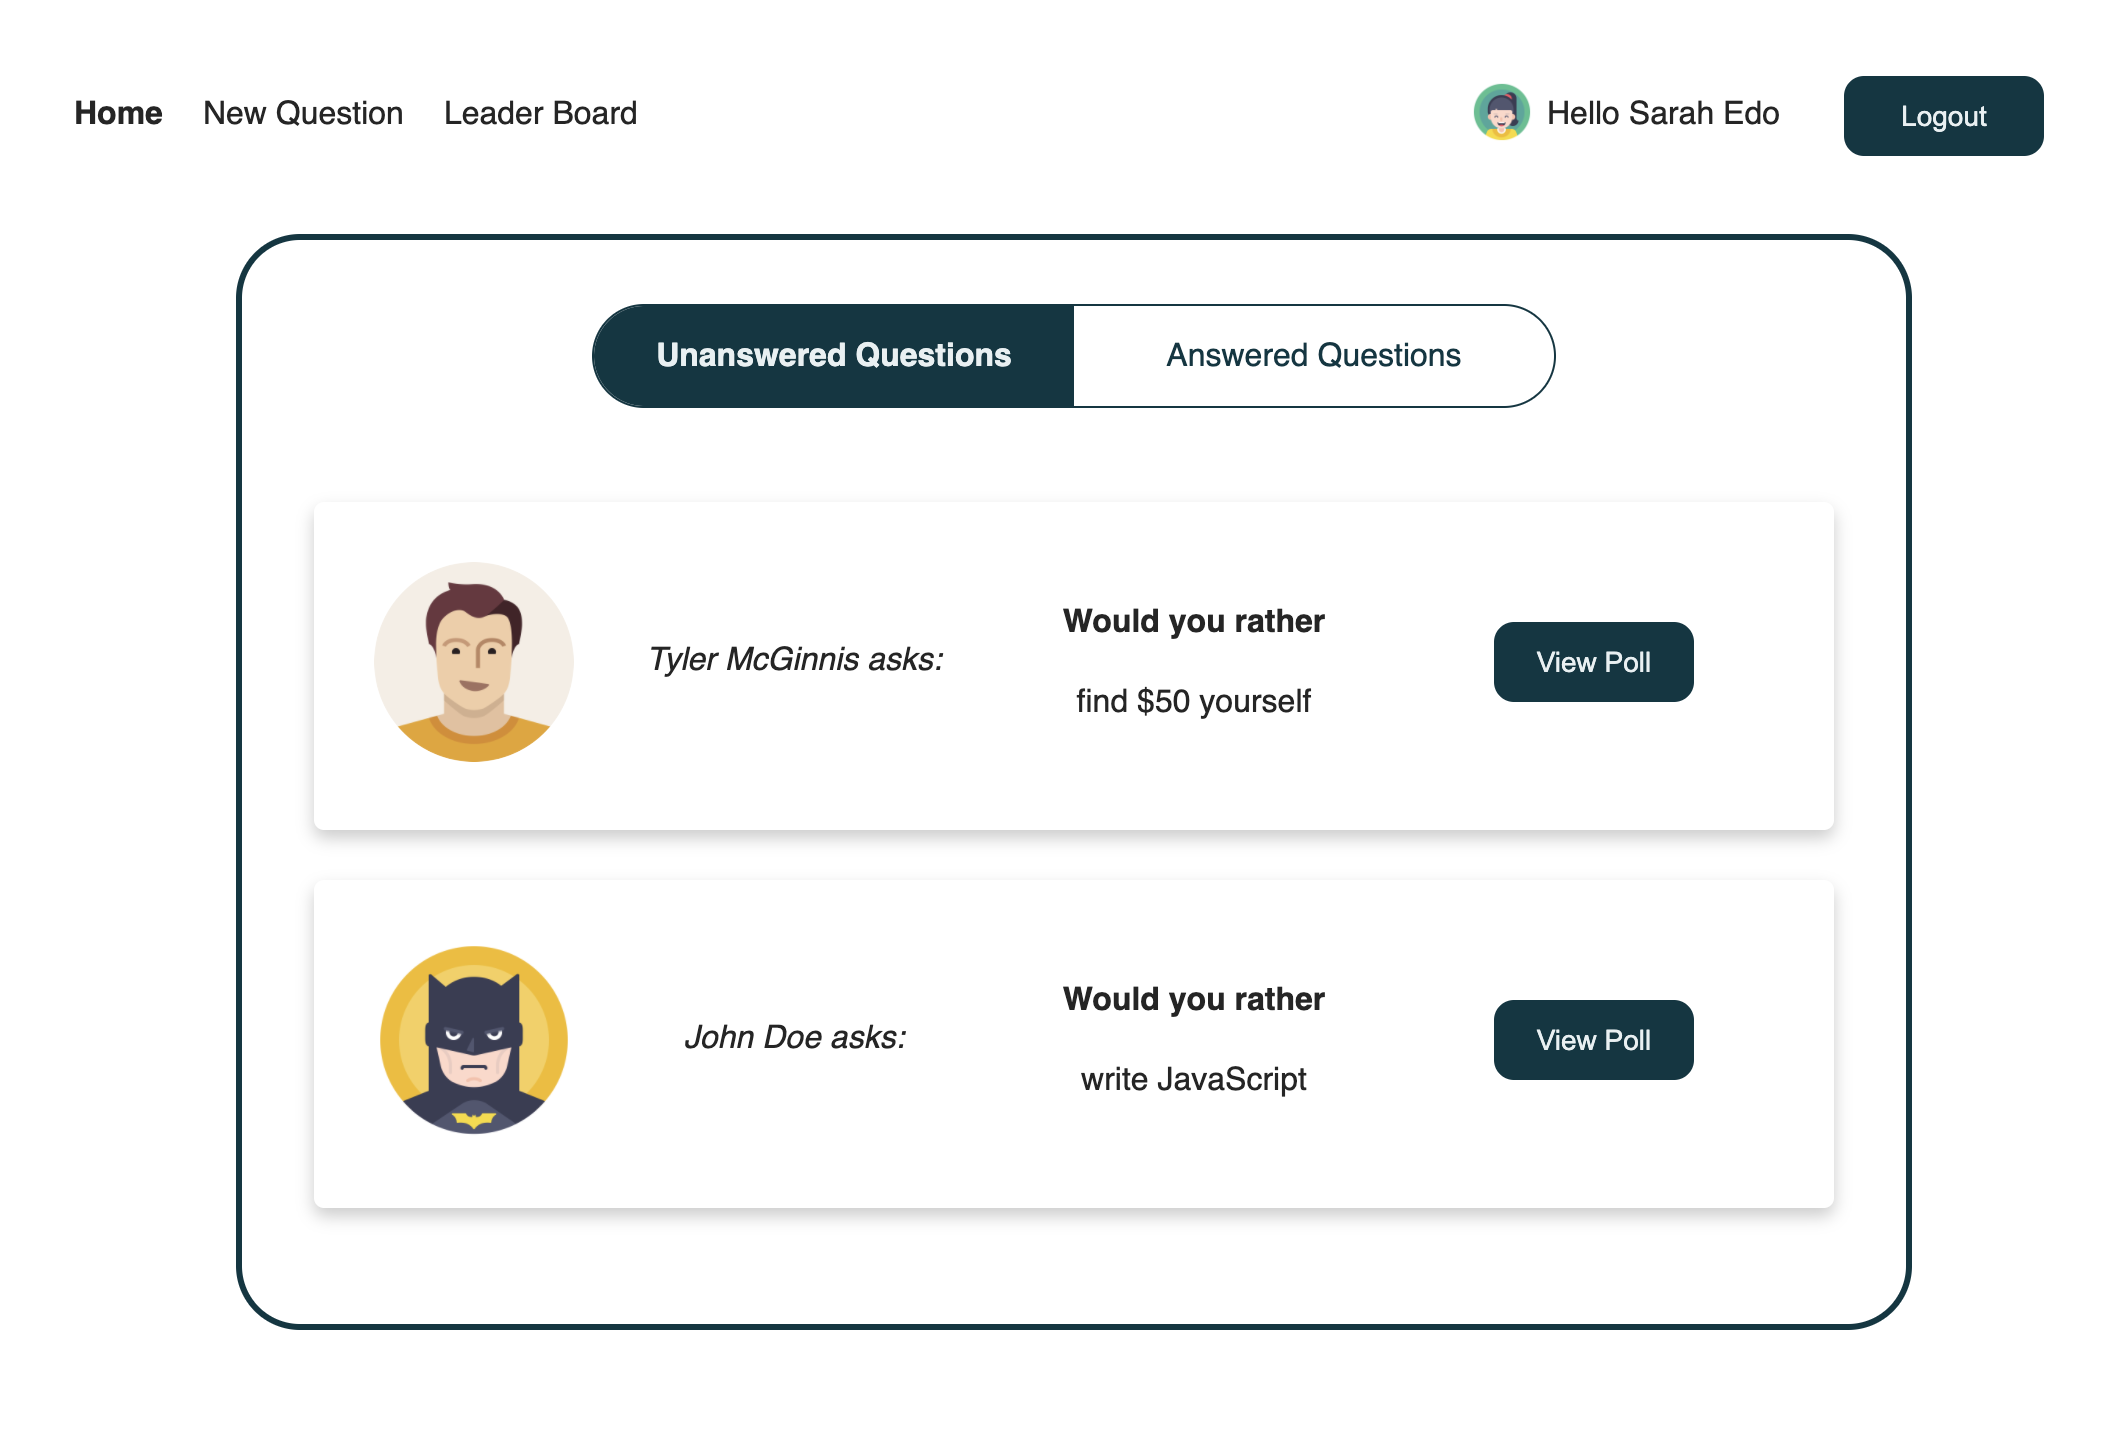 Home New Question Leader Board Hello Sarah Edo Logout
Unanswered Questions Answered Questions
Would you rather
Tyler McGinnis asks:
find $50 yourself
View Poll
Would you rather
John Doe asks:
write JavaScript
View Poll